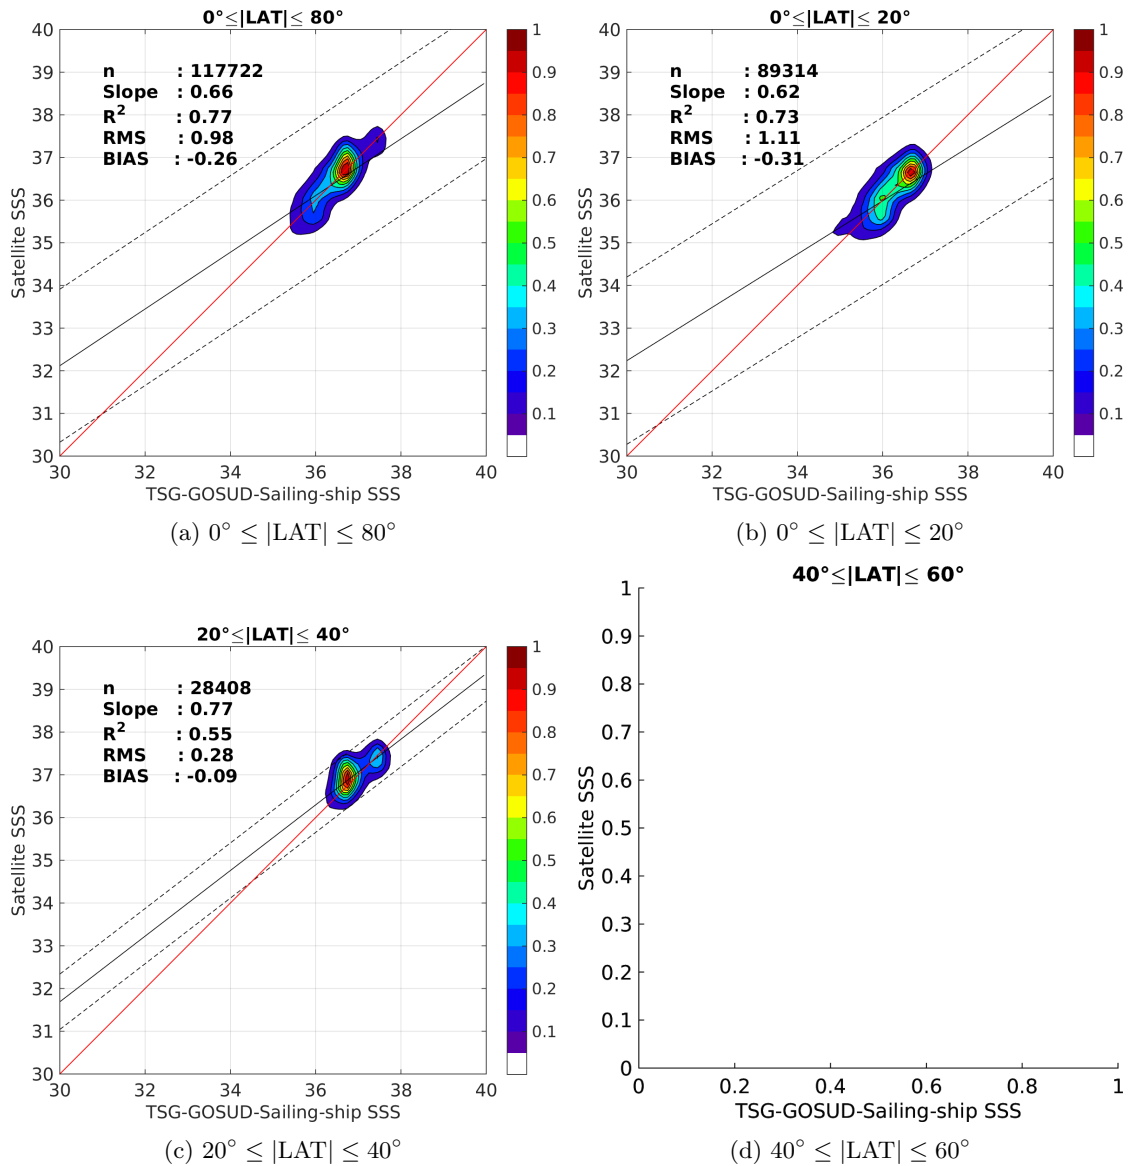 0°≤|LAT|≤ 80°
n : 117722
Slope : 0.66
R² : 0.77
RMS : 0.98
BIAS : -0.26
Satellite SSS
40
39
38
37
36
35
34
33
32
31
30
30 32 34 36 38 40
TSG-GOSUD-Sailing-ship SSS
1
0.9
0.8
0.7
0.6
0.5
0.4
0.3
0.2
0.1
(a) 0° ≤ |LAT| ≤ 80°
0°≤|LAT|≤ 20°
n : 89314
Slope : 0.62
R² : 0.73
RMS : 1.11
BIAS : -0.31
Satellite SSS
40
39
38
37
36
35
34
33
32
31
30
30 32 34 36 38 40
TSG-GOSUD-Sailing-ship SSS
1
0.9
0.8
0.7
0.6
0.5
0.4
0.3
0.2
0.1
(b) 0° ≤ |LAT| ≤ 20°
20°≤|LAT|≤ 40°
n : 28408
Slope : 0.77
R² : 0.55
RMS : 0.28
BIAS : -0.09
Satellite SSS
40
39
38
37
36
35
34
33
32
31
30
30 32 34 36 38 40
TSG-GOSUD-Sailing-ship SSS
1
0.9
0.8
0.7
0.6
0.5
0.4
0.3
0.2
0.1
(c) 20° ≤ |LAT| ≤ 40°
40°≤|LAT|≤ 60°
Satellite SSS
1
0.9
0.8
0.7
0.6
0.5
0.4
0.3
0.2
0.1
0
0 0.2 0.4 0.6 0.8 1
TSG-GOSUD-Sailing-ship SSS
(d) 40° ≤ |LAT| ≤ 60°